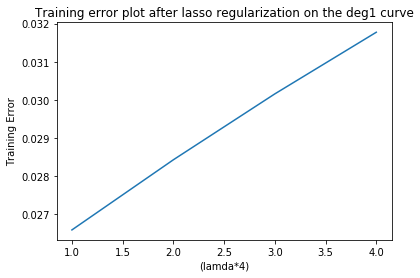 Training error plot after lasso regularization on the deg1 curve
0.032
0.031
0.030
0.029
0.028
0.027
Training Error
1.0 1.5 2.0 2.5 3.0 3.5 4.0
(lamda*4)